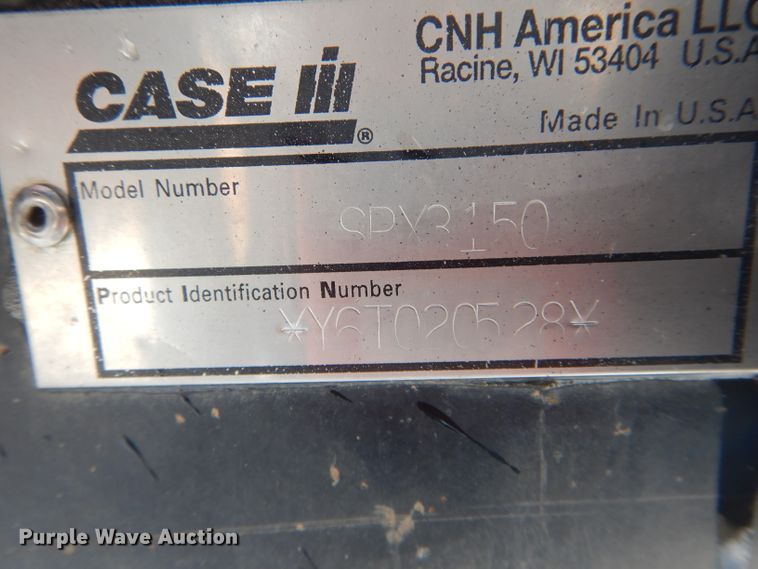 CNH America LLC
Racine, WI 53404 U.S.A
CASE IH®
Made In U.S.A
Model Number
SPX3150
Product Identification Number
*Y6T020528*
Purple Wave Auction